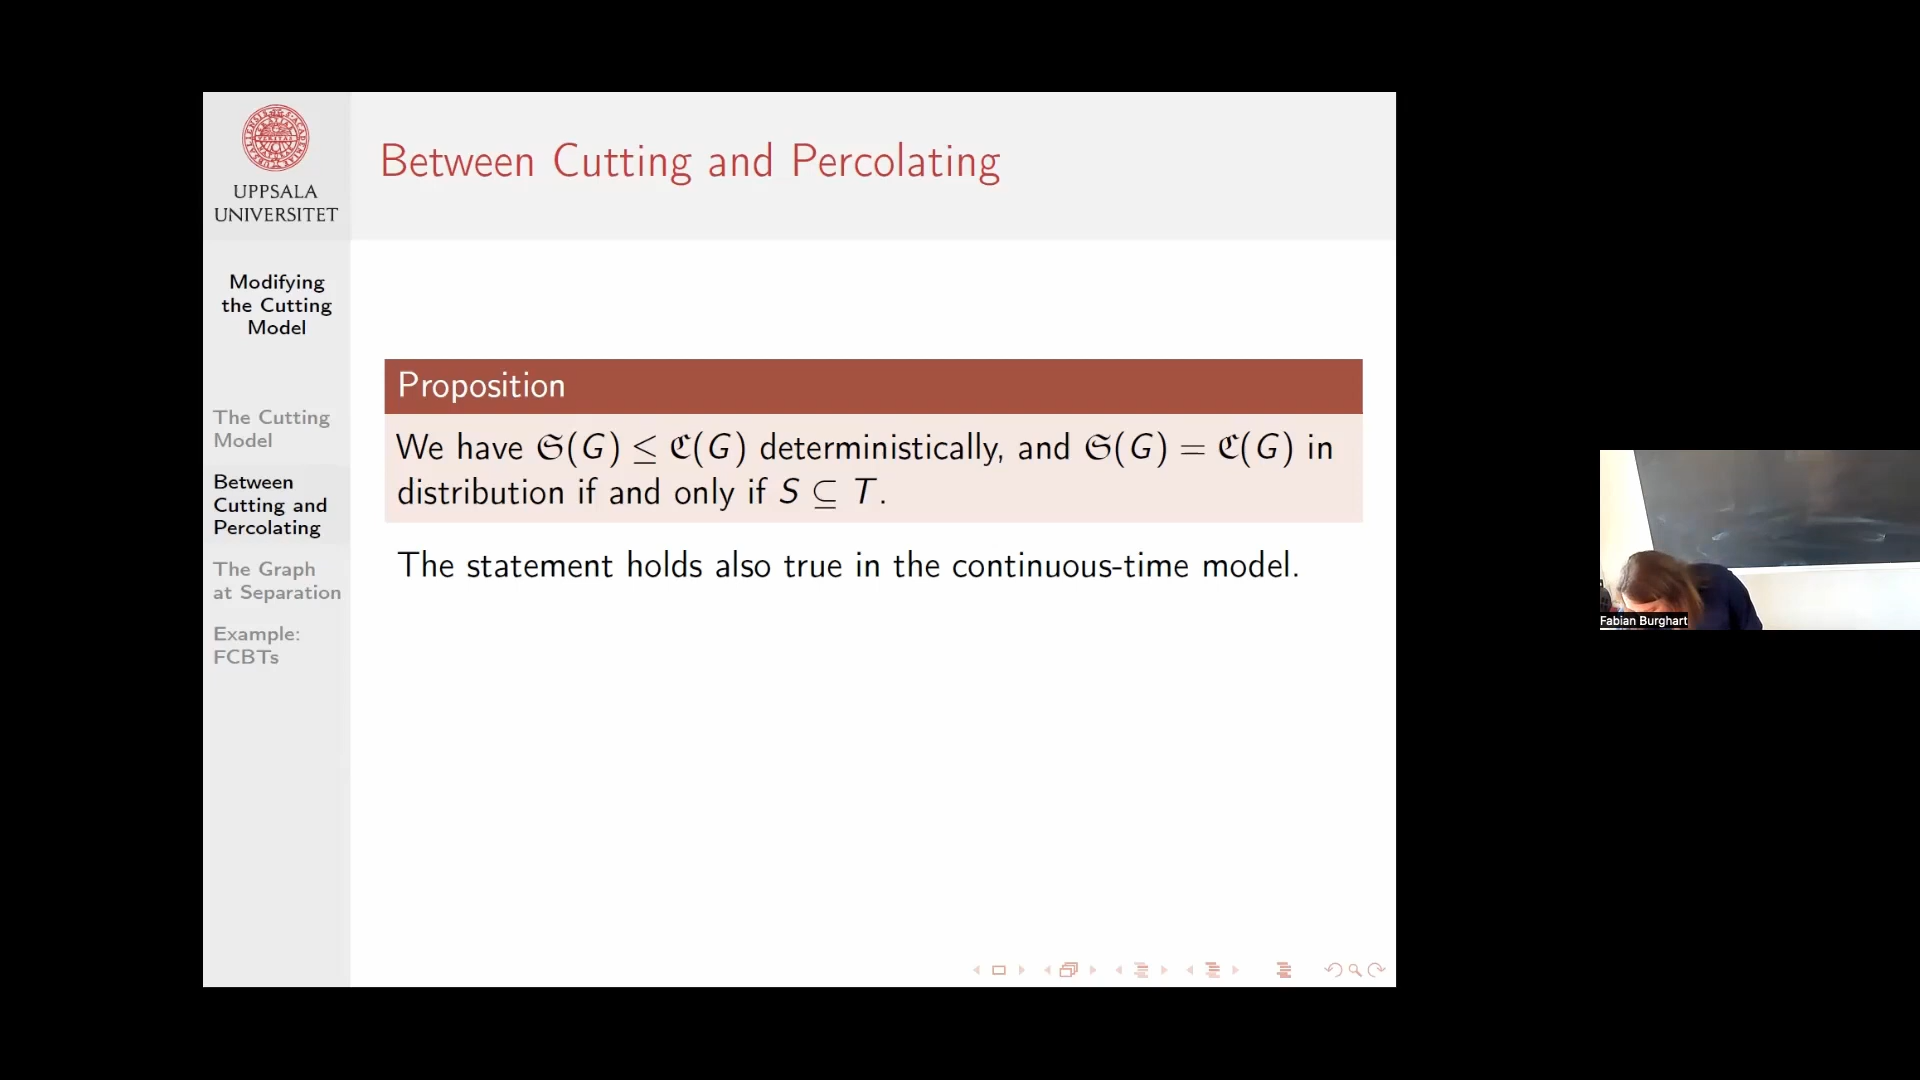 UPPSALA
UNIVERSITET
Modifying
the Cutting
Model
The Cutting
Model
Between
Cutting and
Percolating
The Graph
at Separation
Example:
FCBTs
Between Cutting and Percolating
Proposition
We have 𝔖(G) ≤ ℭ(G) deterministically, and 𝔖(G) = ℭ(G) in
distribution if and only if S ⊆ T.
The statement holds also true in the continuous-time model.
Fabian Burghart